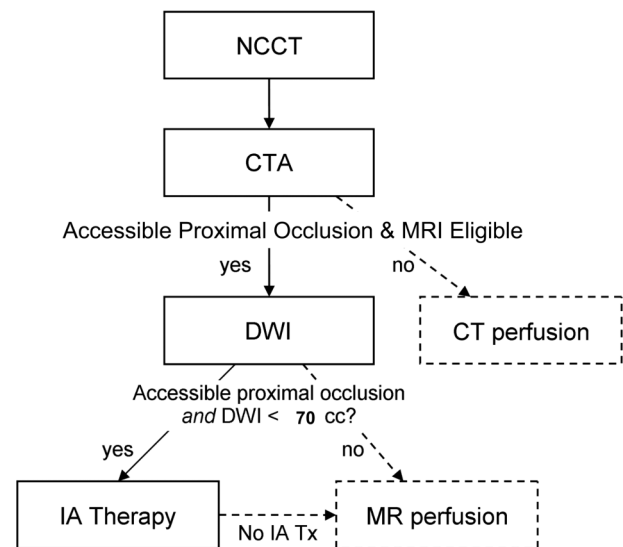 NCCT
CTA
Accessible Proximal Occlusion & MRI Eligible
yes
no
DWI
CT perfusion
Accessible proximal occlusion
and DWI < 70 cc?
yes
no
IA Therapy
No IA Tx
MR perfusion